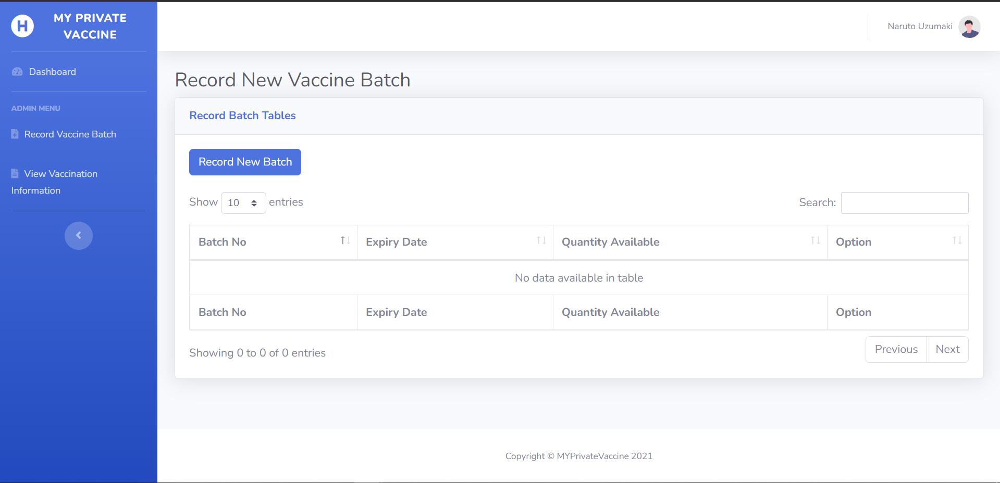 H
MY PRIVATE
VACCINE
Naruto Uzumaki
Dashboard
ADMIN MENU
Record Vaccine Batch
View Vaccination
Information
Record New Vaccine Batch
Record Batch Tables
Record New Batch
Show 10 entries
Search:
Batch No Expiry Date Quantity Available Option
No data available in table
Batch No Expiry Date Quantity Available Option
Showing 0 to 0 of 0 entries
Previous Next
Copyright © MYPrivateVaccine 2021